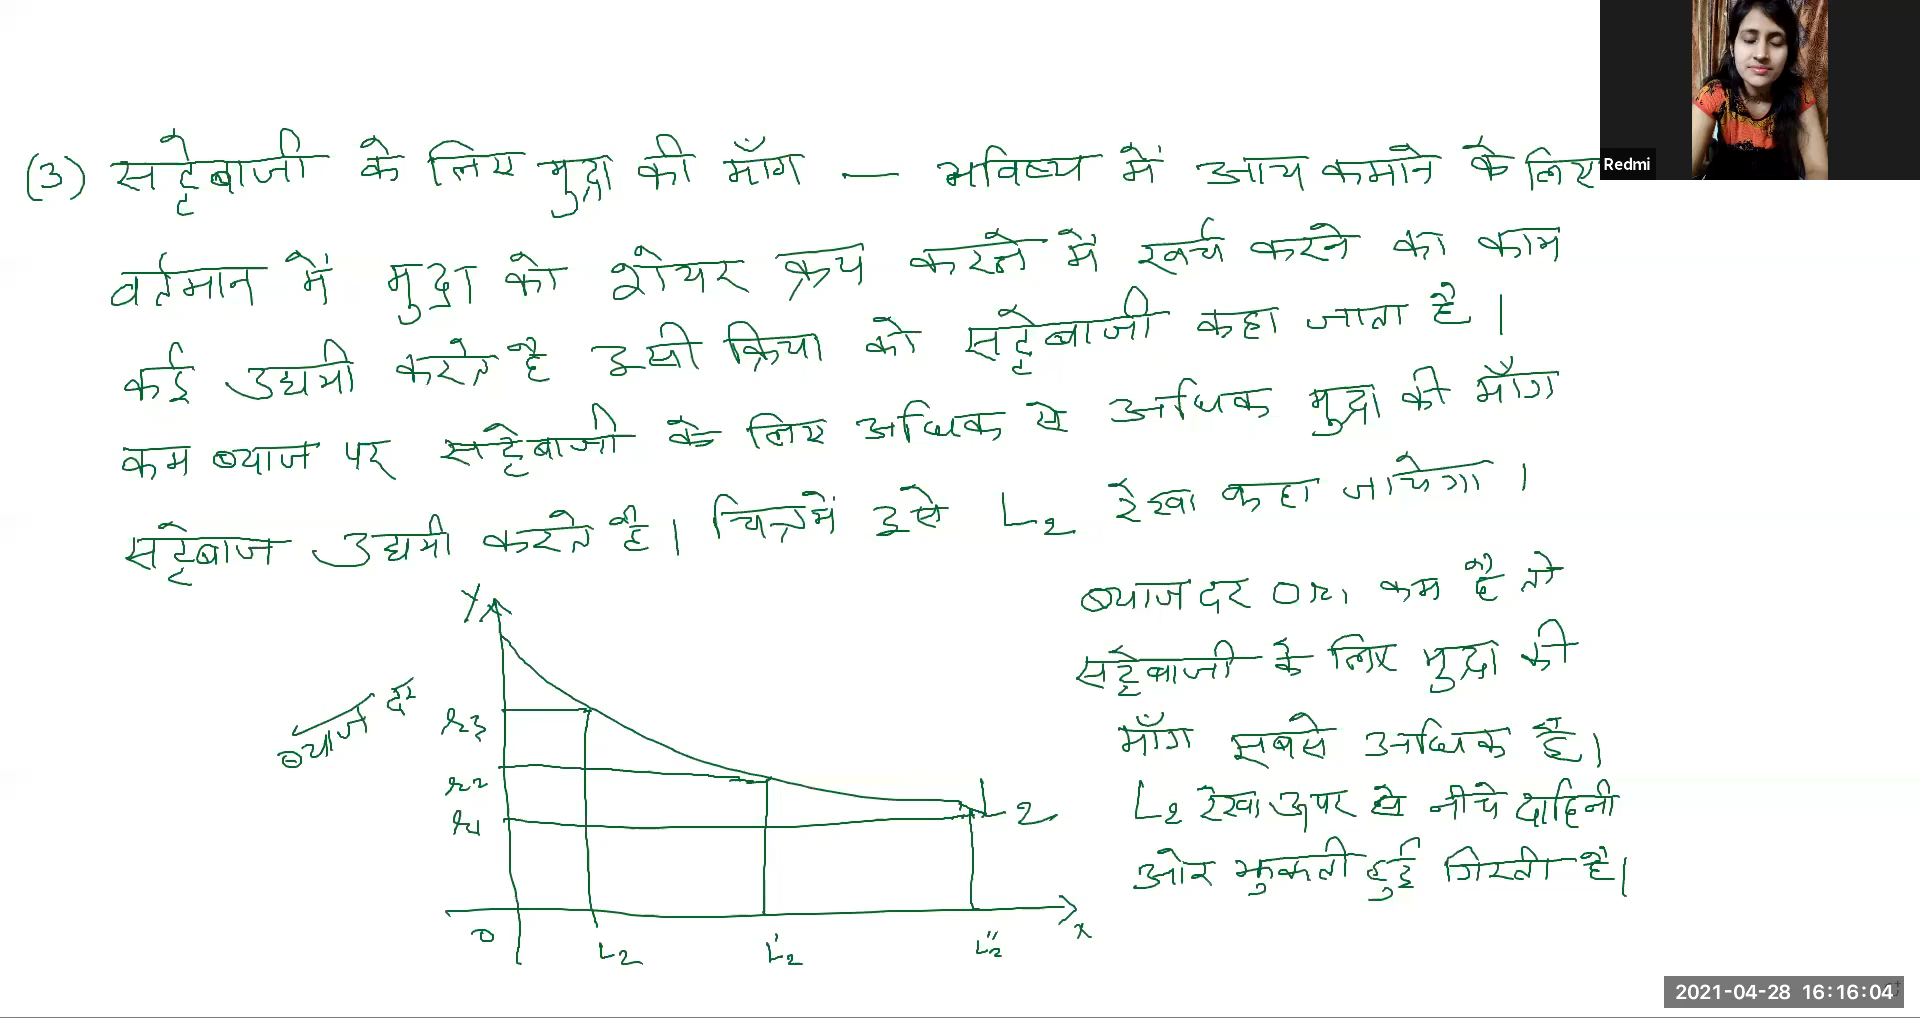 (3) सट्टेबाजी के लिए मुद्रा की माँग — भविष्य में आय कमाने के लिए
Redmi
वर्तमान में मुद्रा को शेयर क्रय करने में खर्च करने का काम
कई उद्यमी करते है इसी क्रिया को सट्टेबाजी कहा जाता है।
कम ब्याज पर सट्टेबाजी के लिए अधिक से अधिक मुद्रा की माँग
सट्टेबाज उद्यमी करते है। चित्र में इसे L2 रेखा कहा जायेगा।
ब्याज दर Or1 कम है तो
सट्टेबाजी के लिए मुद्रा की
माँग सबसे अधिक है।
L2 रेखा ऊपर से नीचे दाहिनी
ओर झुकती हुई गिरती है।
Y
ब्याज दर
r3
r2
r1
L2
O
L2
L'2
L"2
x
2021-04-28 16:16:04